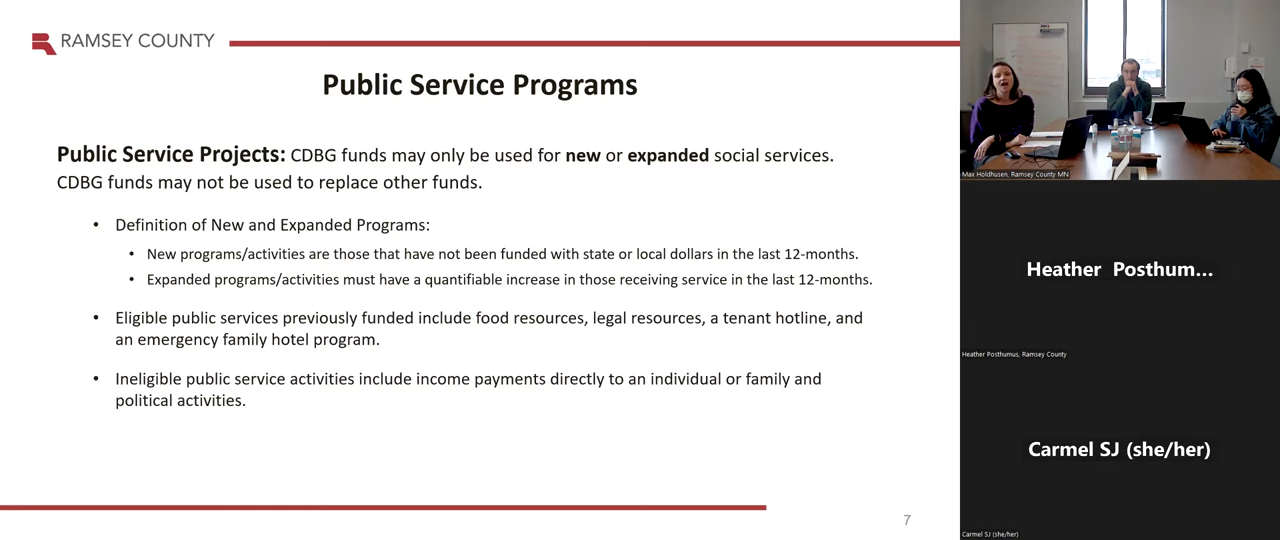 RAMSEY COUNTY
Public Service Programs
Public Service Projects: CDBG funds may only be used for new or expanded social services.
CDBG funds may not be used to replace other funds.
• Definition of New and Expanded Programs:
• New programs/activities are those that have not been funded with state or local dollars in the last 12-months.
• Expanded programs/activities must have a quantifiable increase in those receiving service in the last 12-months.
• Eligible public services previously funded include food resources, legal resources, a tenant hotline, and
an emergency family hotel program.
• Ineligible public service activities include income payments directly to an individual or family and
political activities.
7
Max Holdhusen, Ramsey County MN
Heather Posthum...
Heather Posthumus, Ramsey County
Carmel SJ (she/her)
Carmel SJ (she/her)